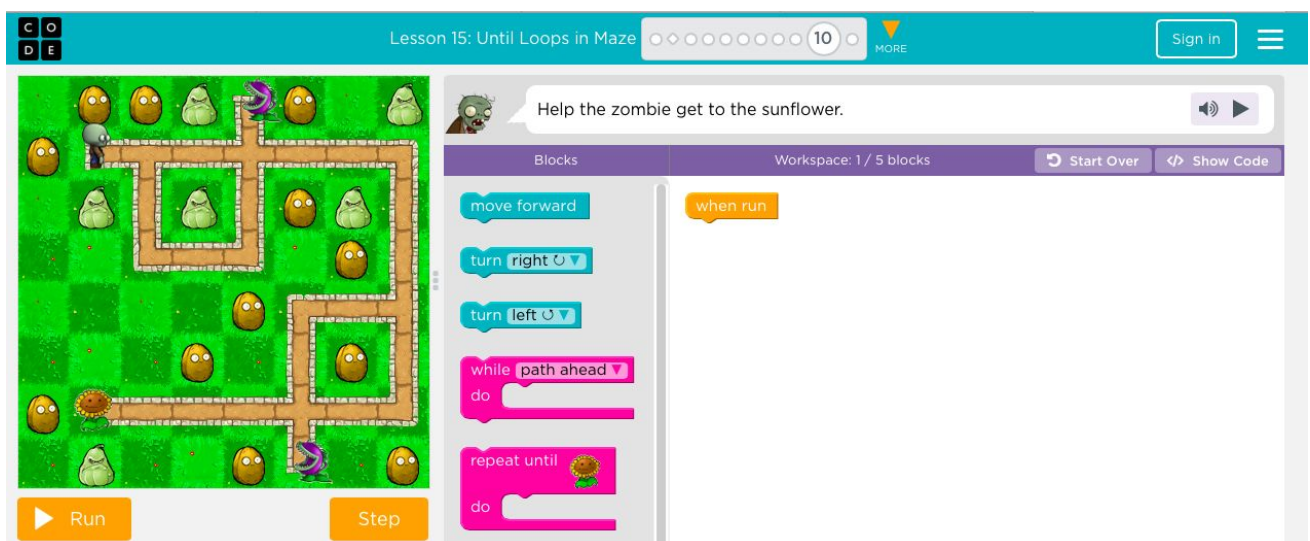 C O
D E
Lesson 15: Until Loops in Maze
10
MORE
Sign in
Help the zombie get to the sunflower.
Blocks
Workspace: 1 / 5 blocks
Start Over
</> Show Code
move forward
when run
turn right
turn left
while path ahead
do
repeat until
do
Run
Step